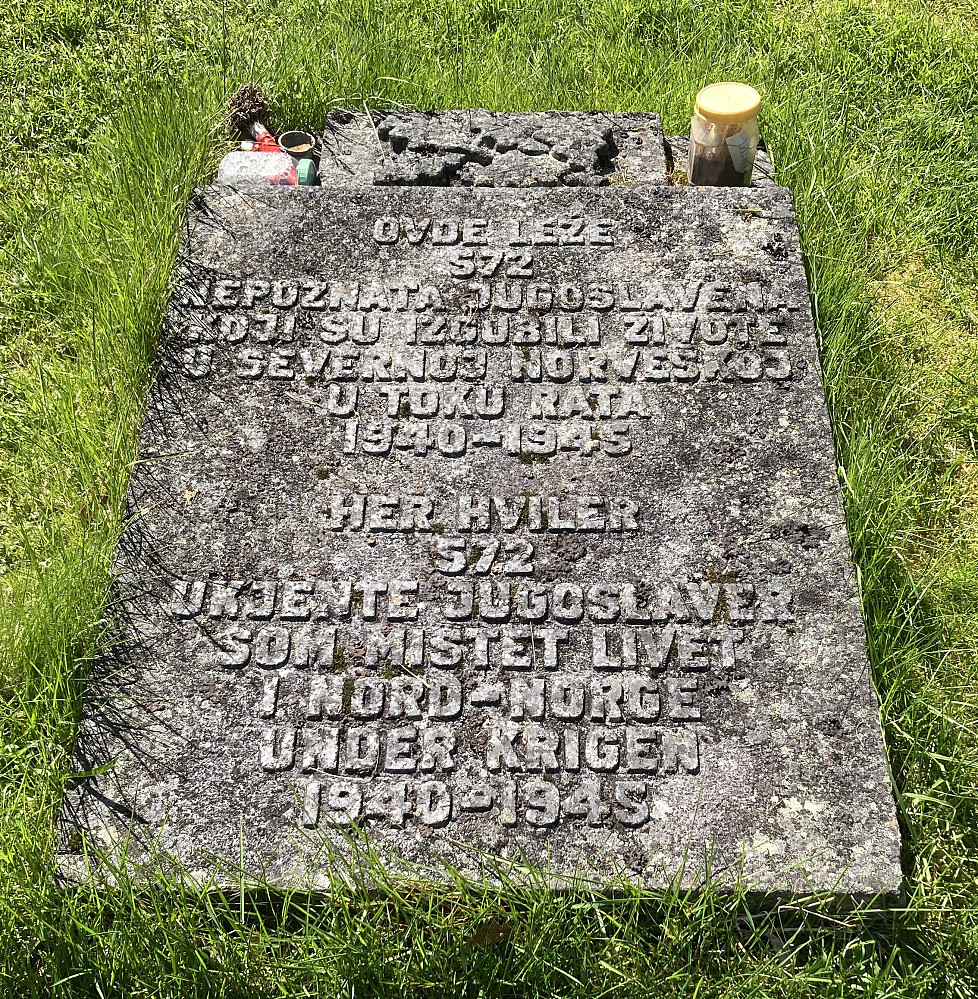 OVDE LEŽE
572
NEPOZNATA JUGOSLAVENA
KOJI SU IZGUBILI ŽIVOTE
U SEVERNOJ NORVEŠKOJ
U TOKU RATA
1940-1945
HER HVILER
572
UKJENTE JUGOSLAVER
SOM MISTET LIVET
I NORD-NORGE
UNDER KRIGEN
1940-1945